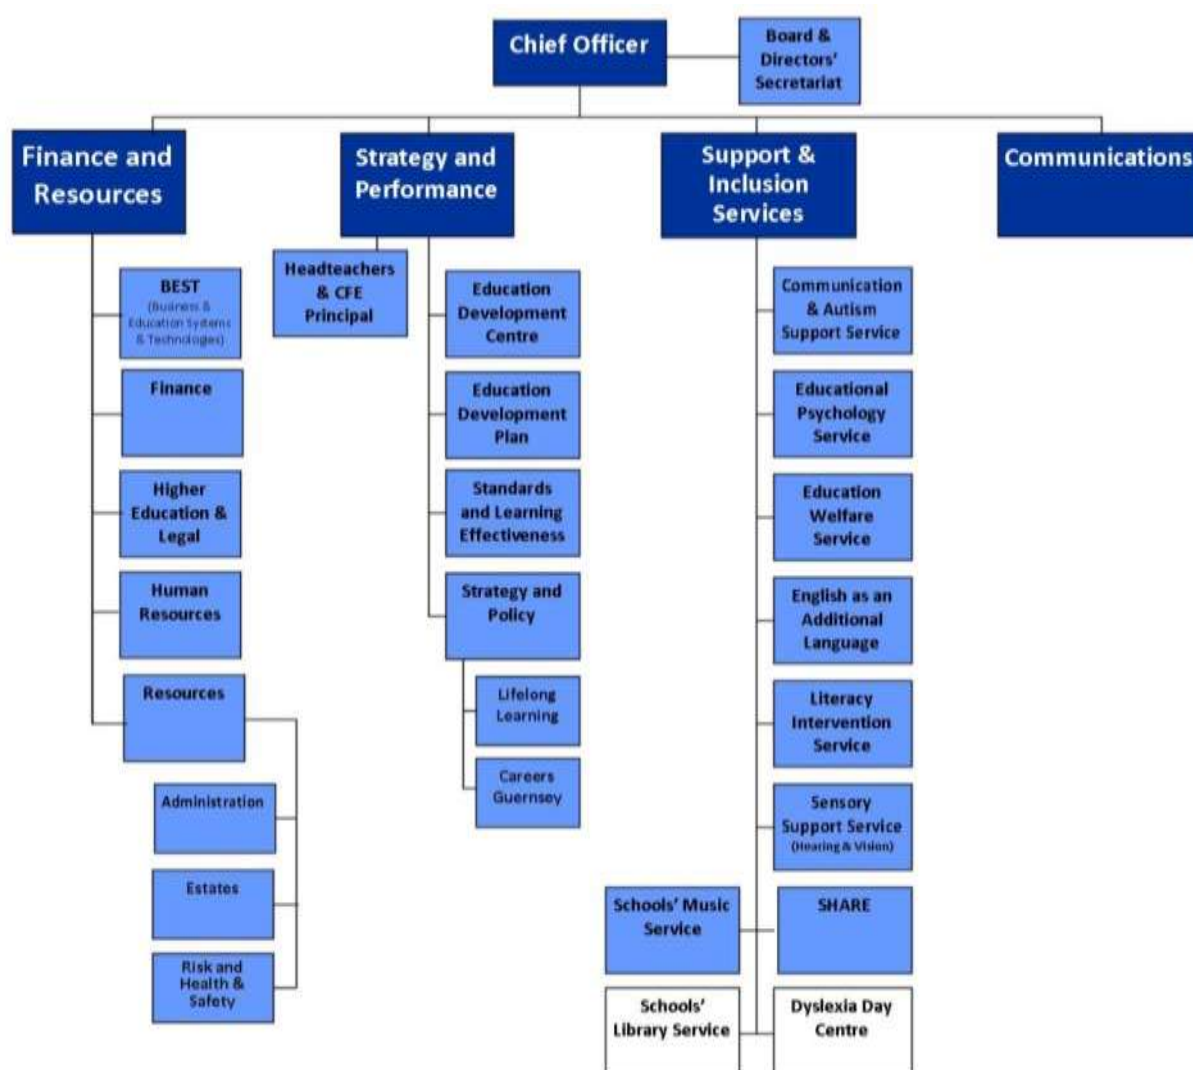 Chief Officer
Board &
Directors'
Secretariat
Finance and
Resources
Strategy and
Performance
Support &
Inclusion
Services
Communications
BEST
(Business &
Education Systems
& Technologies)
Finance
Higher
Education &
Legal
Human
Resources
Resources
Administration
Estates
Risk and
Health &
Safety
Headteachers
& CFE
Principal
Education
Development
Centre
Education
Development
Plan
Standards
and Learning
Effectiveness
Strategy and
Policy
Lifelong
Learning
Careers
Guernsey
Communication
& Autism
Support Service
Educational
Psychology
Service
Education
Welfare
Service
English as an
Additional
Language
Literacy
Intervention
Service
Sensory
Support Service
(Hearing & Vision)
Schools' Music
Service
SHARE
Schools'
Library Service
Dyslexia Day
Centre